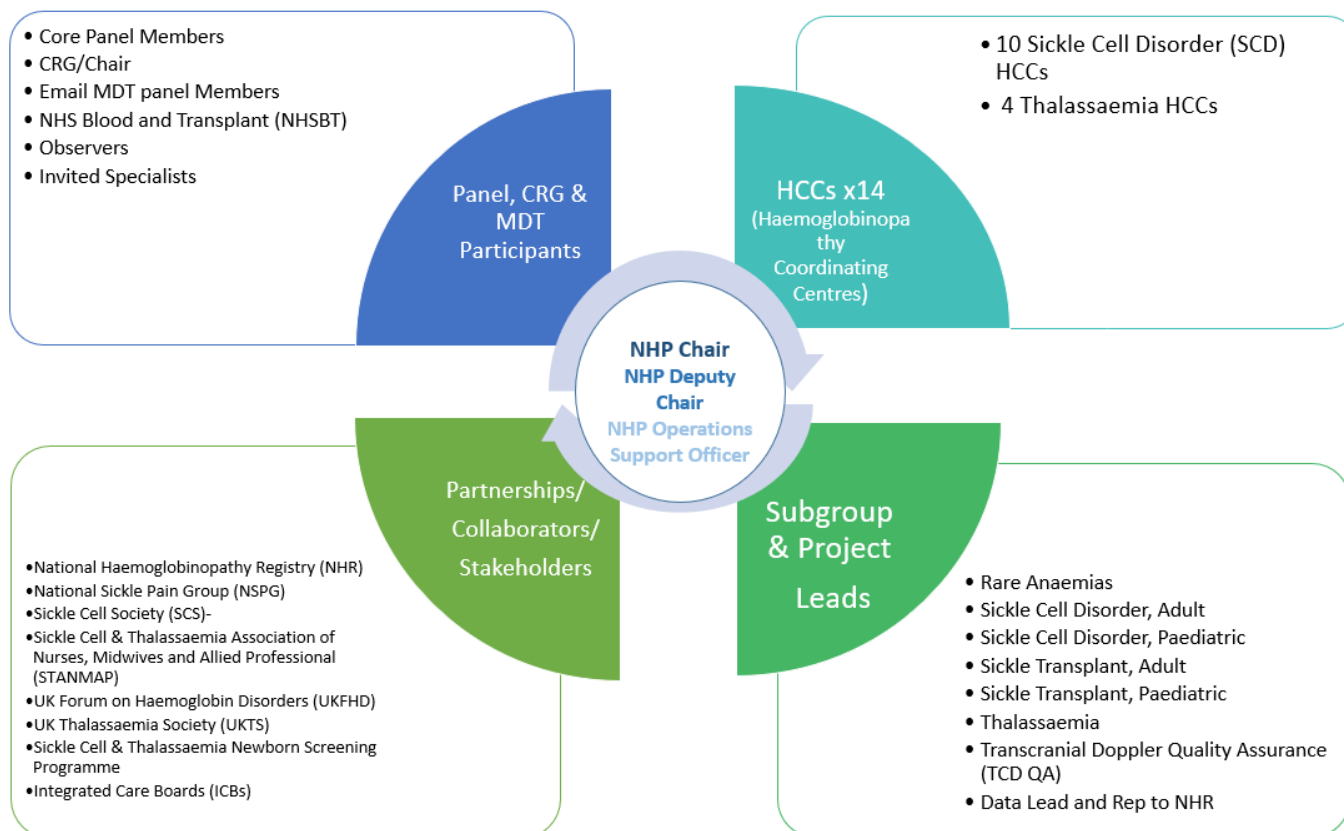 • Core Panel Members
• CRG/Chair
• Email MDT panel Members
• NHS Blood and Transplant (NHSBT)
• Observers
• Invited Specialists
Panel, CRG &
MDT
Participants
• 10 Sickle Cell Disorder (SCD)
HCCs
• 4 Thalassaemia HCCs
HCCs x14
(Haemoglobinopa
thy
Coordinating
Centres)
NHP Chair
NHP Deputy
Chair
NHP Operations
Support Officer
Partnerships/
Collaborators/
Stakeholders
•National Haemoglobinopathy Registry (NHR)
•National Sickle Pain Group (NSPG)
•Sickle Cell Society (SCS)-
•Sickle Cell & Thalassaemia Association of
Nurses, Midwives and Allied Professional
(STANMAP)
•UK Forum on Haemoglobin Disorders (UKFHD)
•UK Thalassaemia Society (UKTS)
•Sickle Cell & Thalassaemia Newborn Screening
Programme
•Integrated Care Boards (ICBs)
Subgroup
& Project
Leads
• Rare Anaemias
• Sickle Cell Disorder, Adult
• Sickle Cell Disorder, Paediatric
• Sickle Transplant, Adult
• Sickle Transplant, Paediatric
• Thalassaemia
• Transcranial Doppler Quality Assurance
(TCD QA)
• Data Lead and Rep to NHR